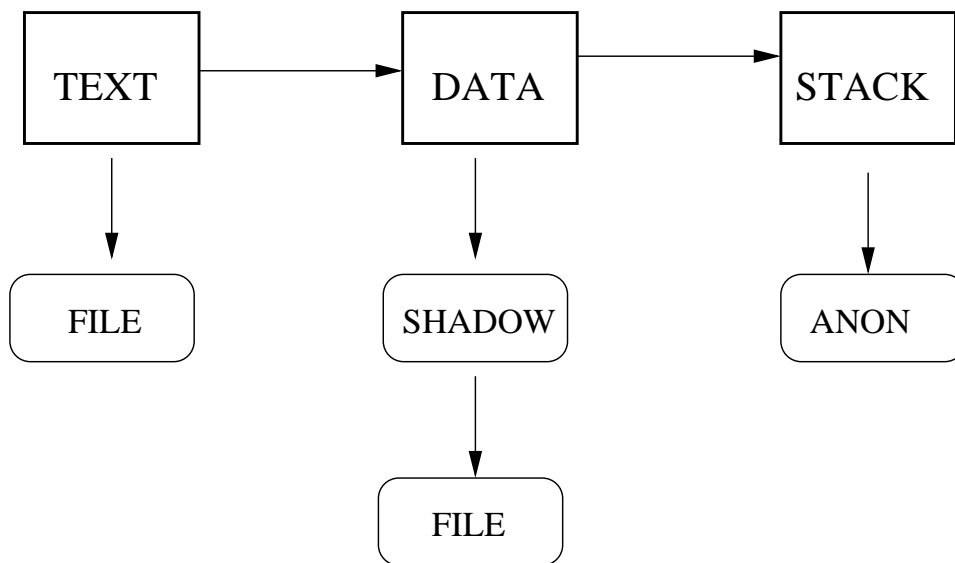 TEXT
DATA
STACK
FILE
SHADOW
ANON
FILE